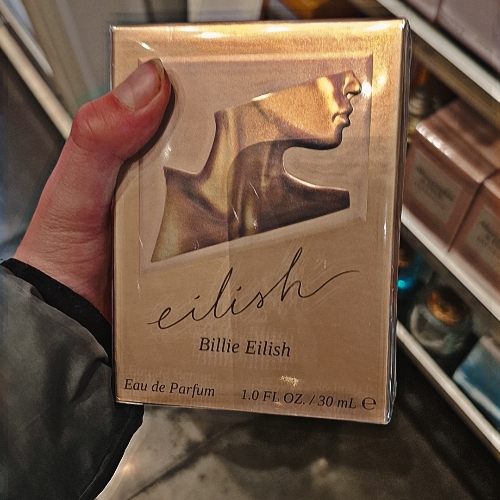 eilish
Billie Eilish
Eau de Parfum 1.0 FL OZ. / 30 mL ℮